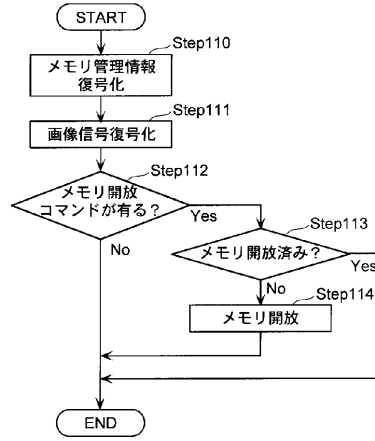 START
Step110
メモリ管理情報
復号化
Step111
画像信号復号化
Step112
メモリ開放
コマンドが有る？
Yes
No
Step113
メモリ開放済み？
Yes
No
Step114
メモリ開放
END